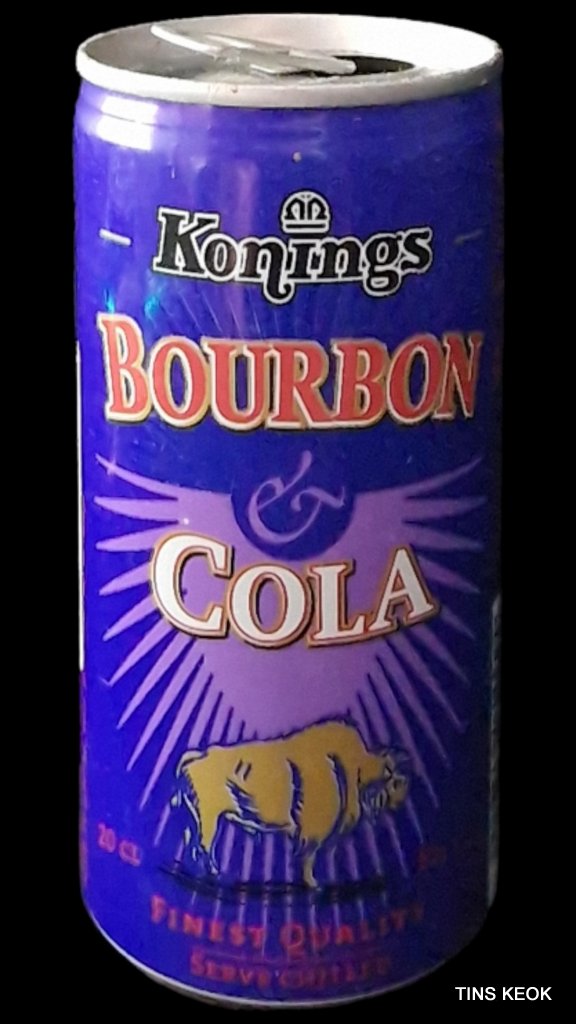 Konings
BOURBON
&
COLA
20 CL
FINEST QUALITY
SERVE CHILLED
TINS KEOK